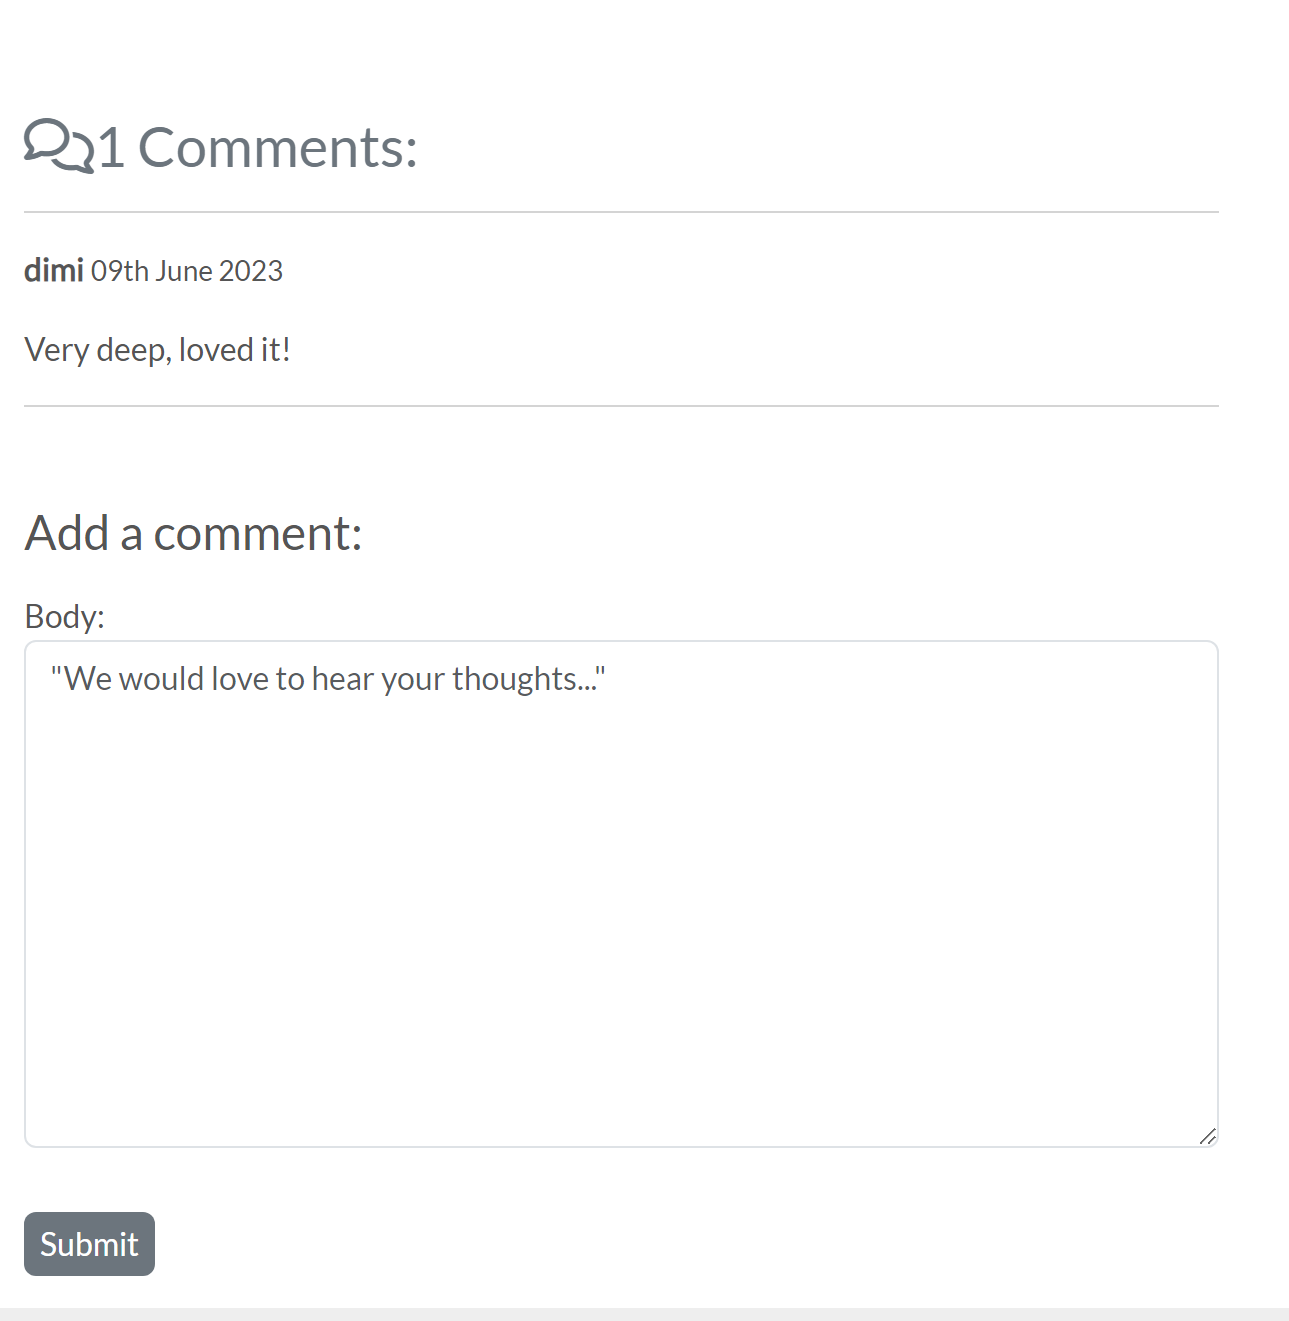 1 Comments:
dimi 09th June 2023
Very deep, loved it!
Add a comment:
Body:
"We would love to hear your thoughts..."
Submit